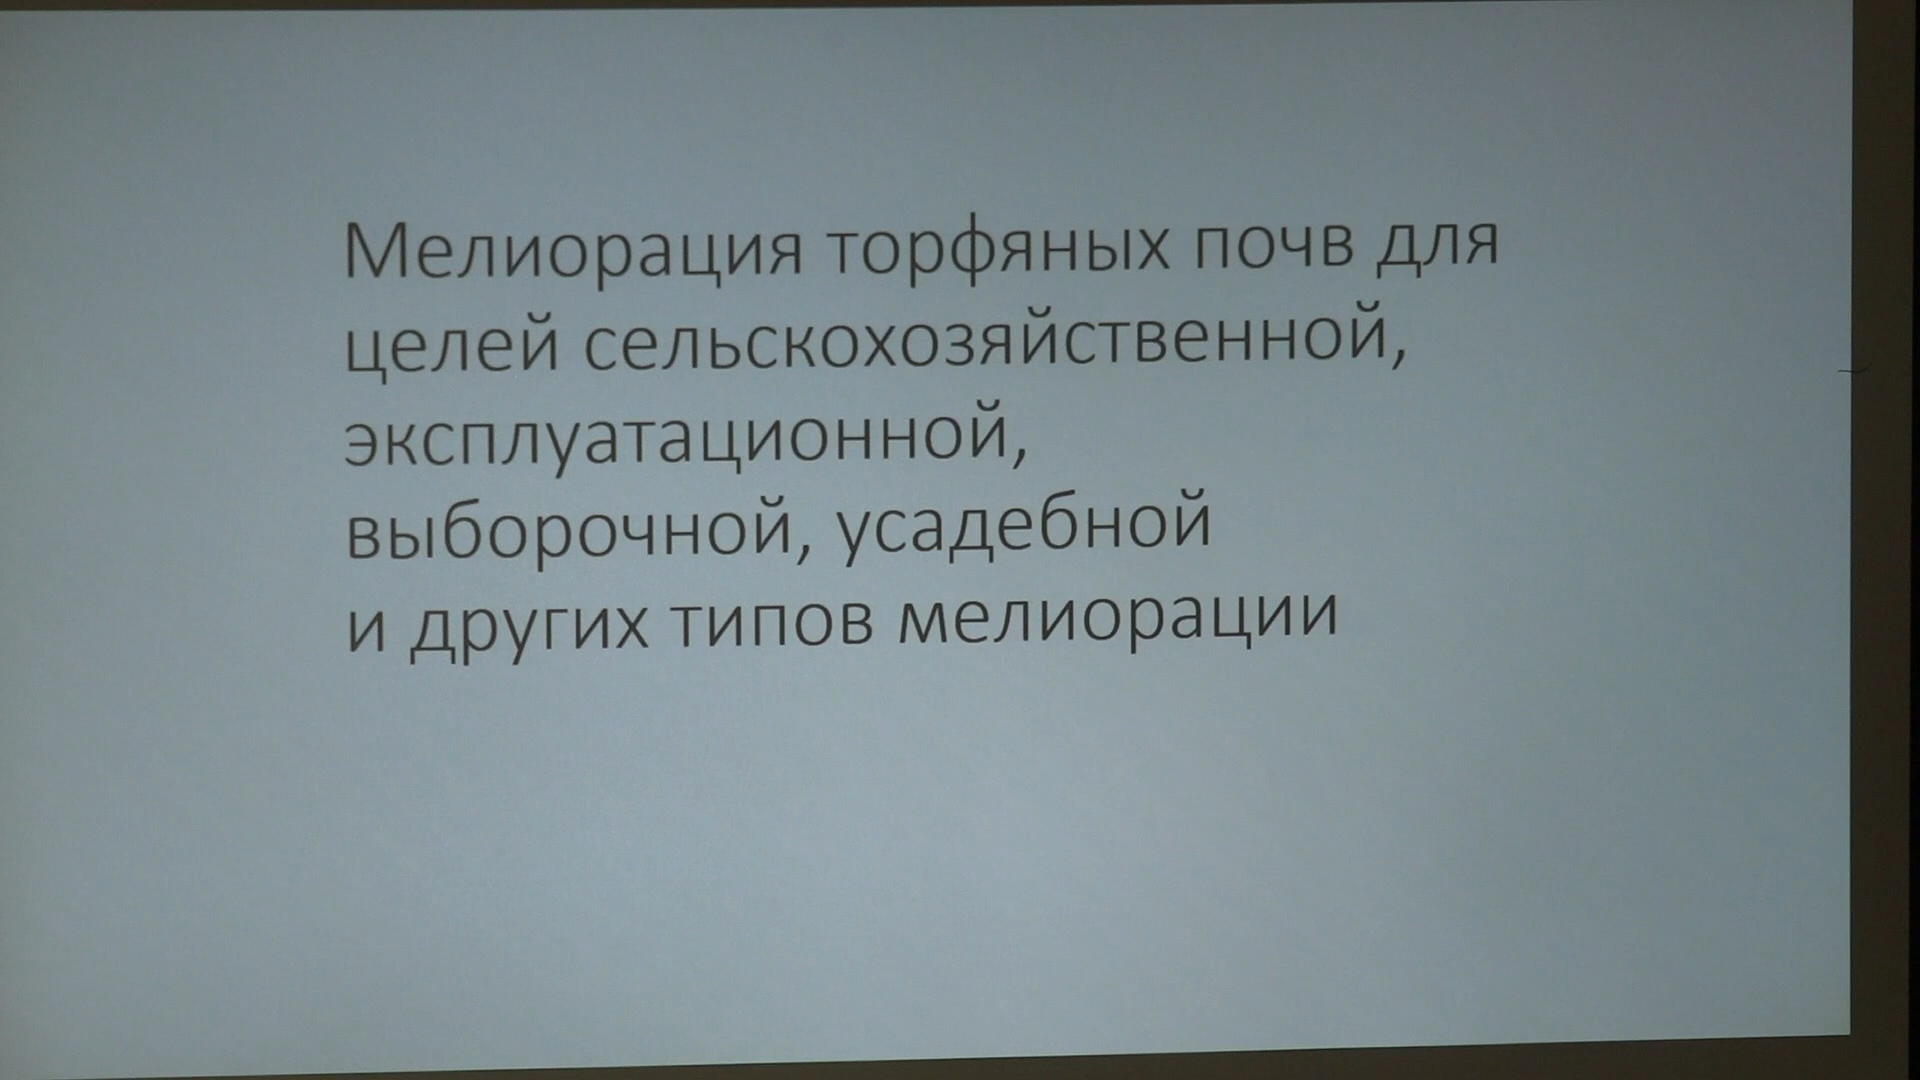 Мелиорация торфяных почв для
целей сельскохозяйственной,
эксплуатационной,
выборочной, усадебной
и других типов мелиорации